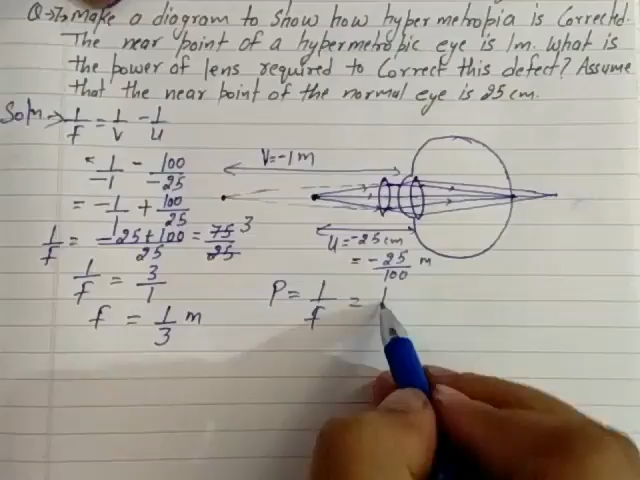 Q→7› Make a diagram to show how hypermetropia is corrected.
The near point of a hypermetropic eye is 1m. What is
the power of lens required to correct this defect? Assume
that the near point of the normal eye is 25 cm.
Soln→ 1/f = 1/v - 1/u
= 1/-1 - 100/-25
= -1/1 + 100/25
1/f = -25+100/25 = 75/25 3
1/f = 3/1
f = 1/3 m
V=-1m
u=-25cm
= -25/100 m
P = 1/f = 1